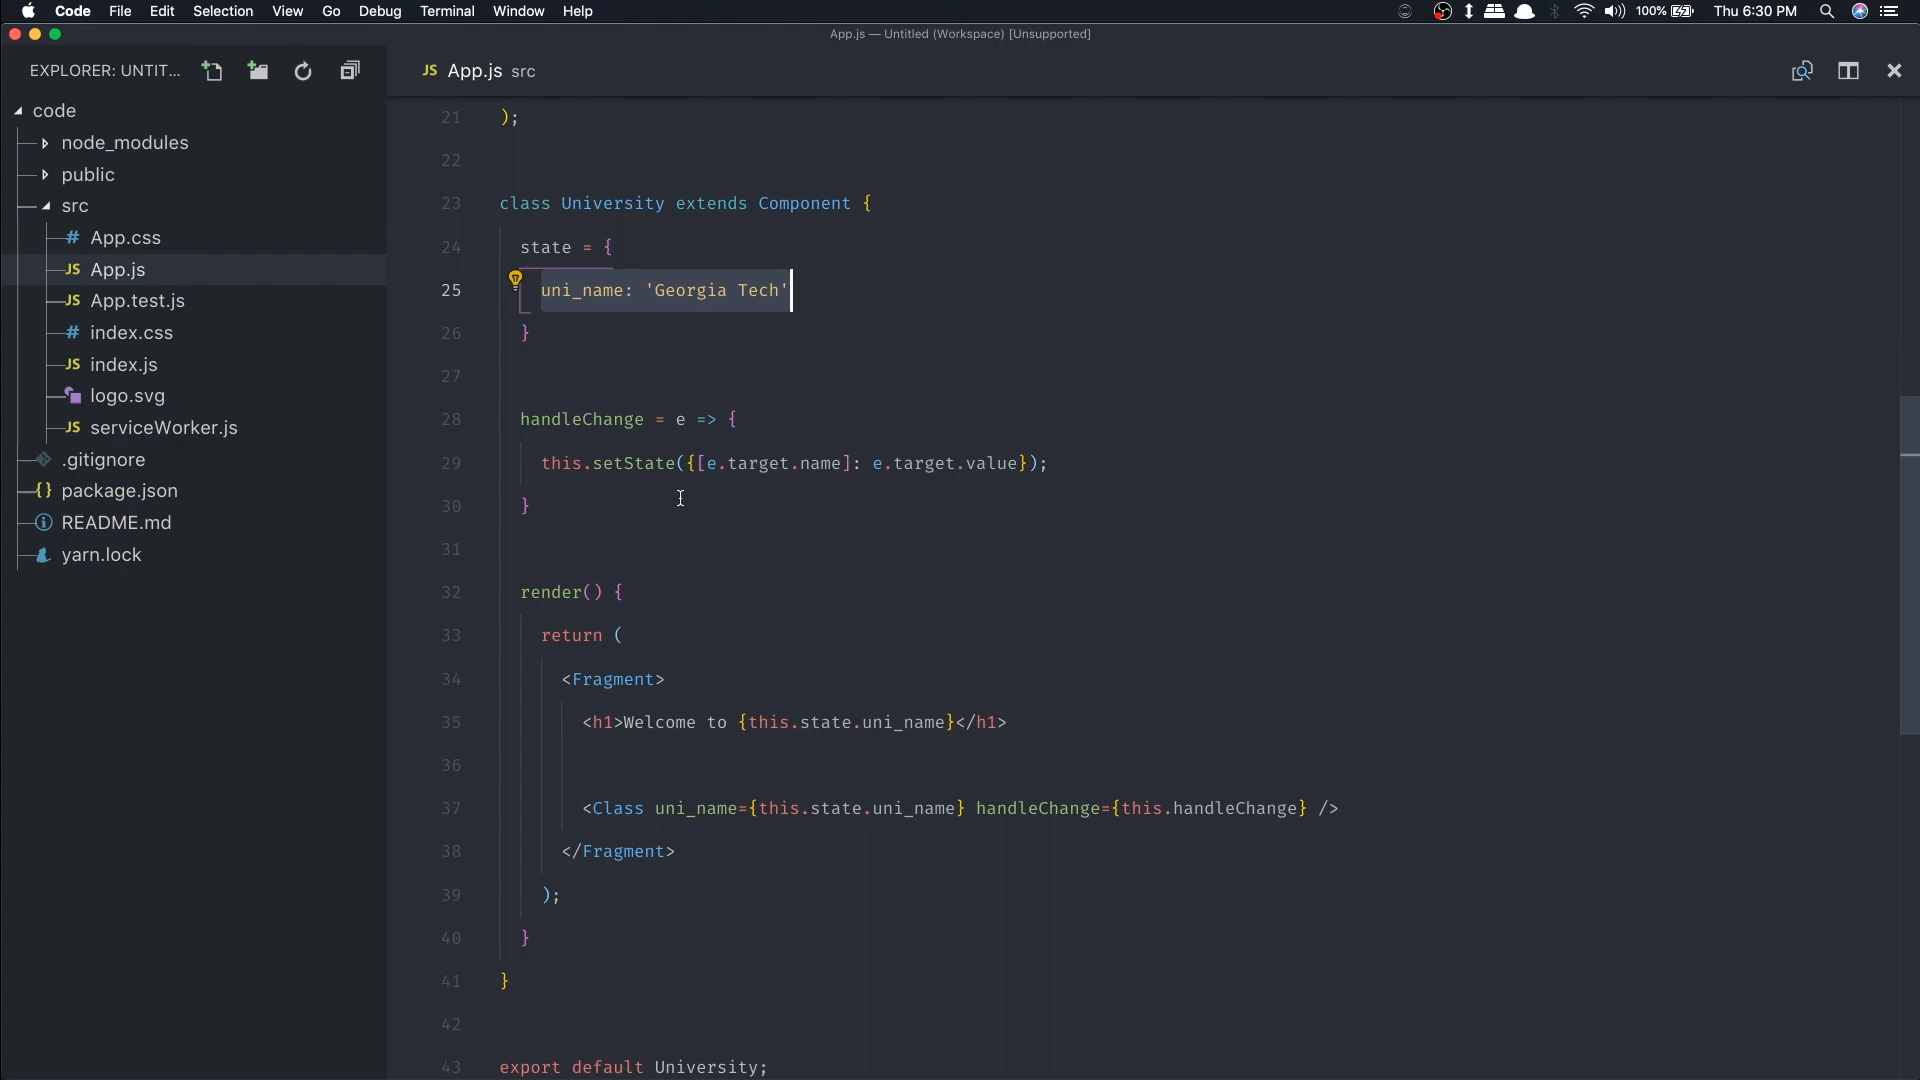 Code File Edit Selection View Go Debug Terminal Window Help 100% Thu 6:30 PM
App.js — Untitled (Workspace) [Unsupported]
EXPLORER: UNTIT...
JS App.js src
code
node_modules
public
src
# App.css
JS App.js
JS App.test.js
# index.css
JS index.js
logo.svg
JS serviceWorker.js
.gitignore
{} package.json
README.md
yarn.lock
21 );
22
23 class University extends Component {
24 state = {
25 uni_name: 'Georgia Tech'
26 }
27
28 handleChange = e => {
29 this.setState({[e.target.name]: e.target.value});
30 }
31
32 render() {
33 return (
34 <Fragment>
35 <h1>Welcome to {this.state.uni_name}</h1>
36
37 <Class uni_name={this.state.uni_name} handleChange={this.handleChange} />
38 </Fragment>
39 );
40 }
41 }
42
43 export default University;